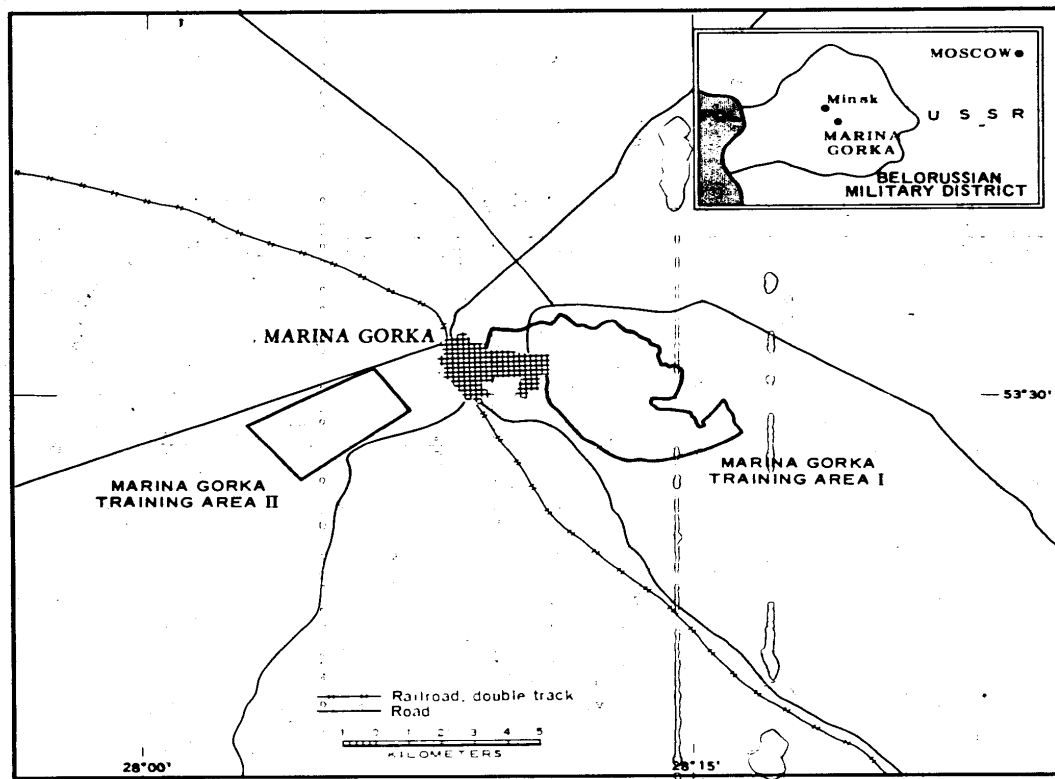 MOSCOW
Minsk
U S S R
MARINA
GORKA
BELORUSSIAN
MILITARY DISTRICT
MARINA GORKA
53°30
MARINA GORKA
TRAINING AREA I
MARINA GORKA
TRAINING AREA II
Railroad, double track
Road
1 0 1 2 3 4 5
KILOMETERS
28°00
28°15